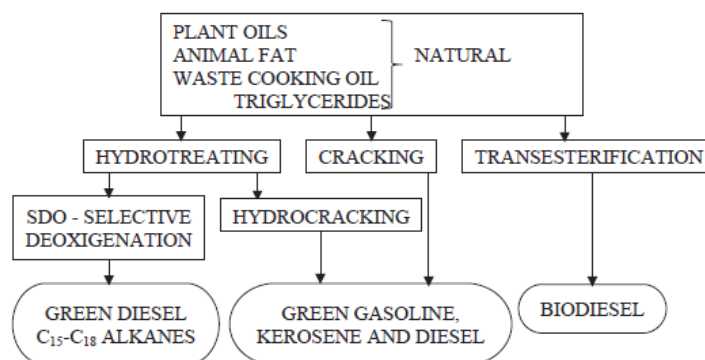 PLANT OILS
ANIMAL FAT
NATURAL
WASTE COOKING OIL
TRIGLYCERIDES
HYDROTREATING
CRACKING
TRANSESTERIFICATION
SDO - SELECTIVE
DEOXIGENATION
HYDROCRACKING
GREEN DIESEL
C₁₅-C₁₈ ALKANES
GREEN GASOLINE,
KEROSENE AND DIESEL
BIODIESEL